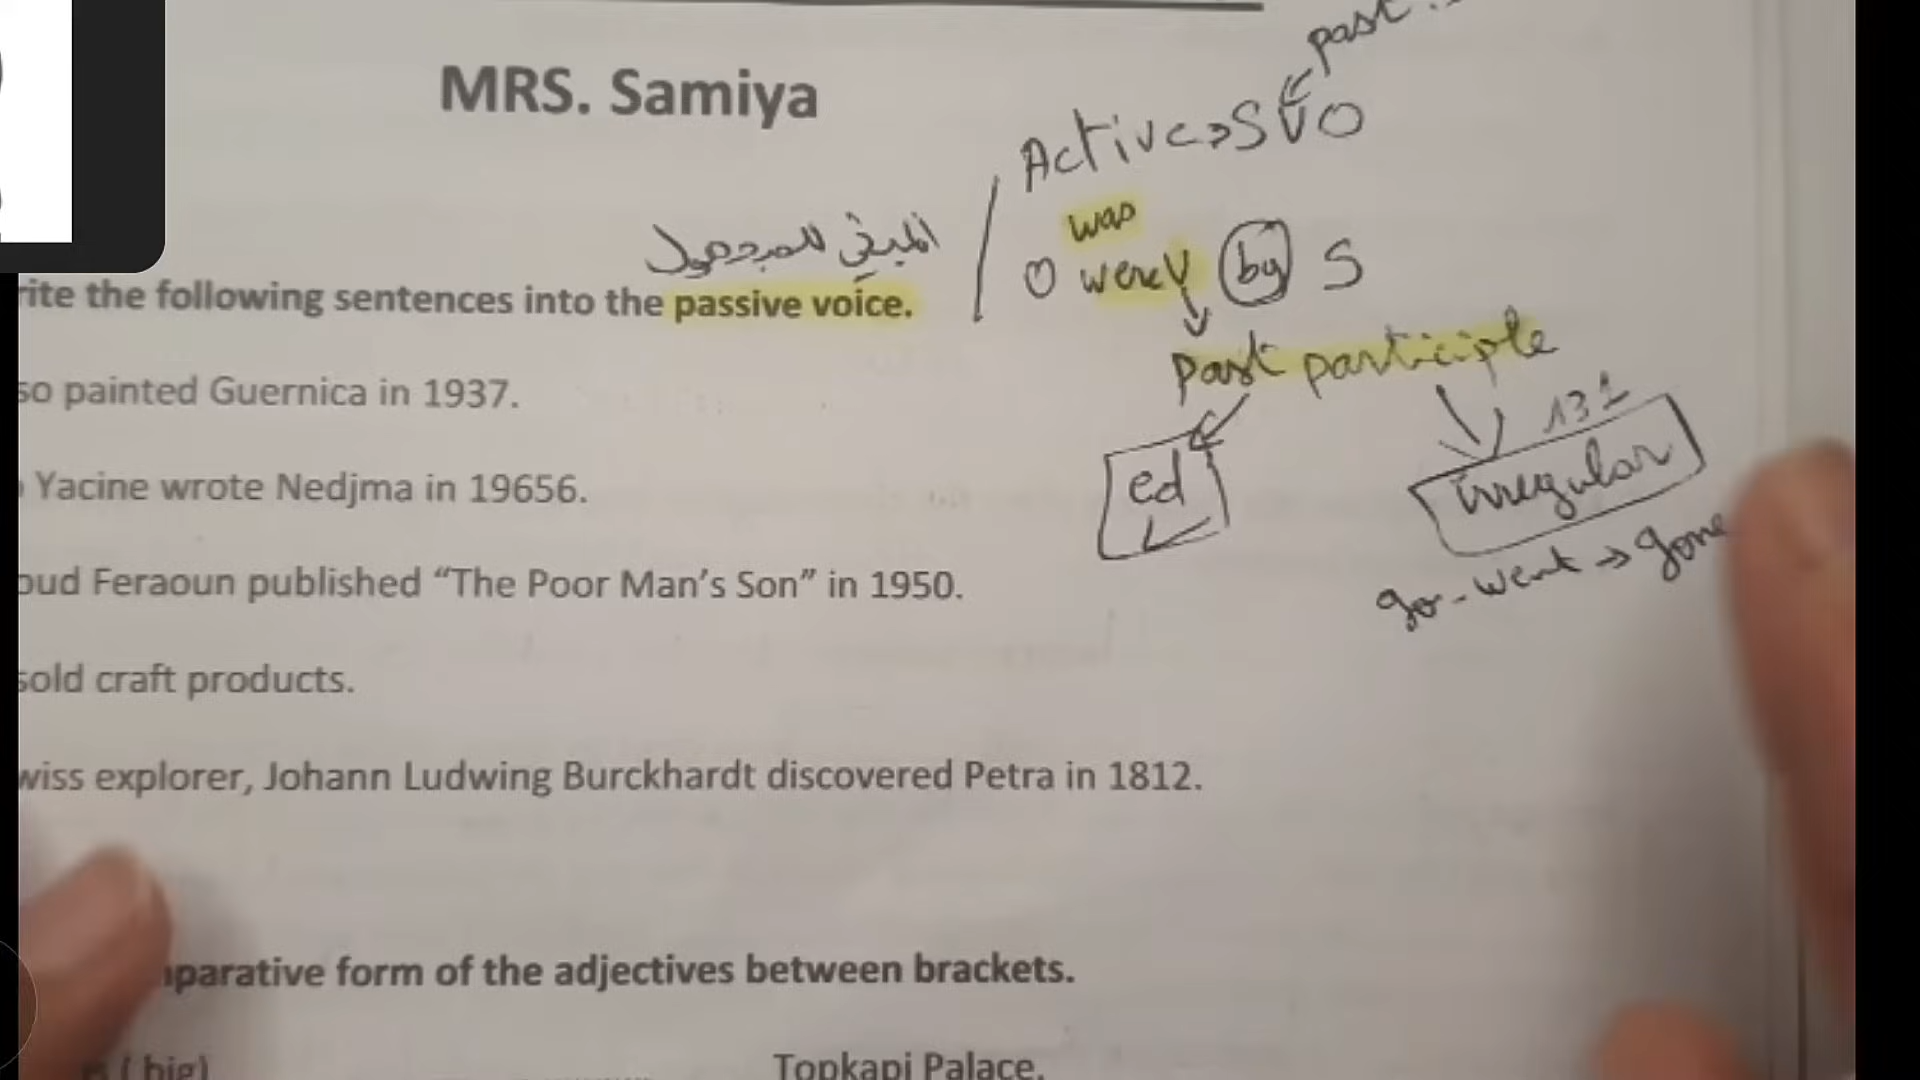 past
MRS. Samiya
Active → S V O
was
O were V by S
المبني للمجهول
rite the following sentences into the passive voice.
Past participle
so painted Guernica in 1937.
ed
irregular
Yacine wrote Nedjma in 19656.
go - went → gone
oud Feraoun published “The Poor Man’s Son” in 1950.
sold craft products.
wiss explorer, Johann Ludwing Burckhardt discovered Petra in 1812.
parative form of the adjectives between brackets.
( big)
Topkapi Palace.